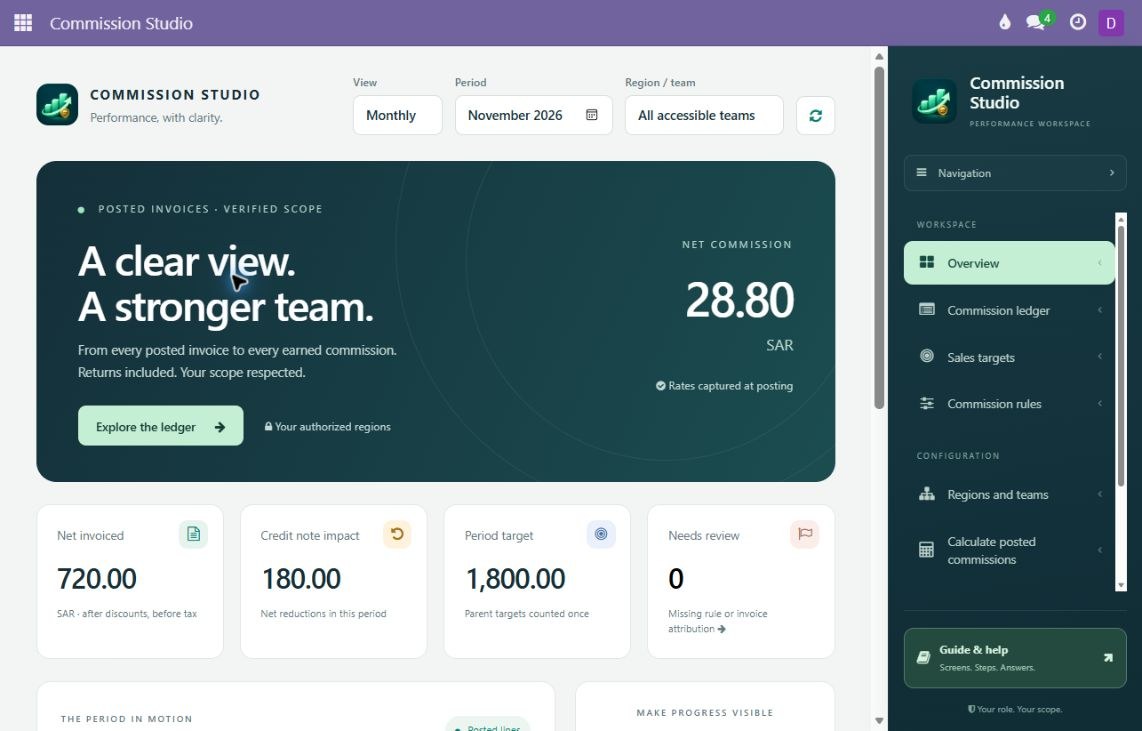 Commission Studio
4
D
COMMISSION STUDIO
Performance, with clarity.
View
Monthly
Period
November 2026
Region / team
All accessible teams
POSTED INVOICES · VERIFIED SCOPE
A clear view.
A stronger team.
From every posted invoice to every earned commission.
Returns included. Your scope respected.
Explore the ledger
Your authorized regions
NET COMMISSION
28.80
SAR
Rates captured at posting
Net invoiced
720.00
SAR · after discounts, before tax
Credit note impact
180.00
Net reductions in this period
Period target
1,800.00
Parent targets counted once
Needs review
0
Missing rule or invoice
attribution
THE PERIOD IN MOTION
Posted lines
MAKE PROGRESS VISIBLE
Commission
Studio
PERFORMANCE WORKSPACE
Navigation
WORKSPACE
Overview
Commission ledger
Sales targets
Commission rules
CONFIGURATION
Regions and teams
Calculate posted
commissions
Guide & help
Screens. Steps. Answers.
Your role. Your scope.